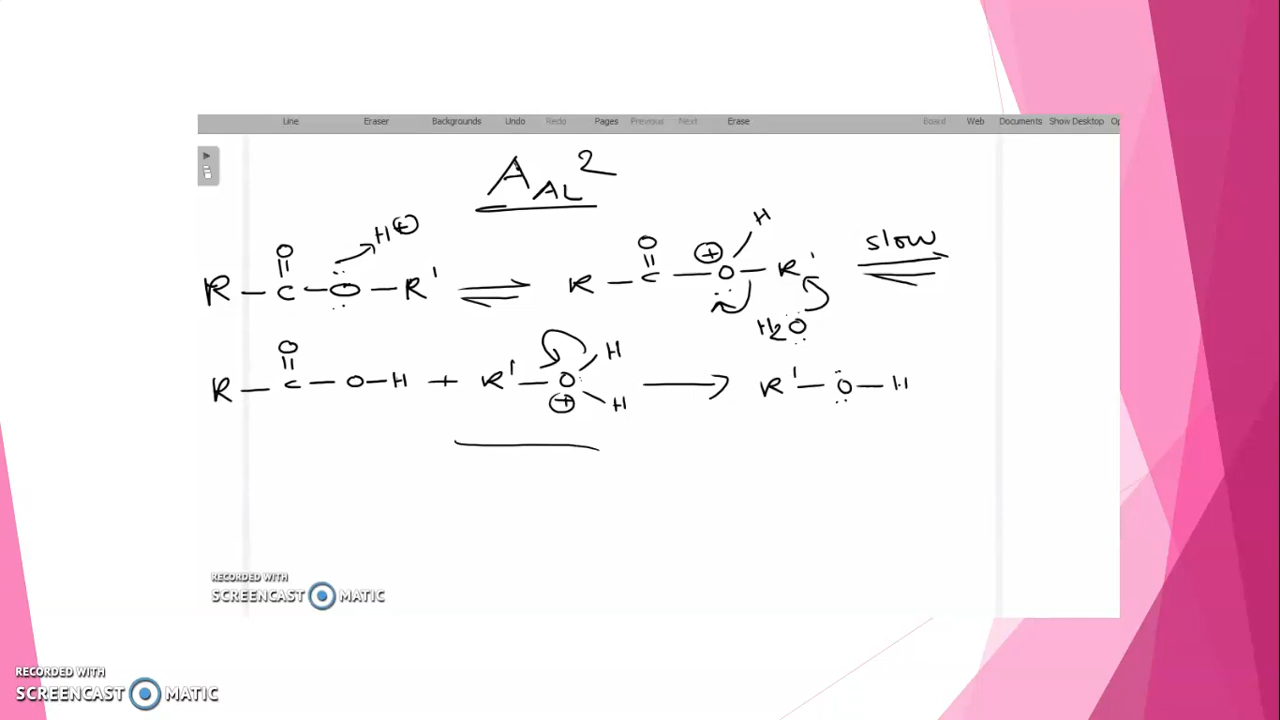 Line Eraser Backgrounds Undo Redo Pages Previous Next Erase Board Web Documents Show Desktop Op
A AL 2
H ⊕
O
||
R — C — O — R'
⇌
H
O ⊕
||
R — C — O — R'
H2O
slow
⇌
O
||
R — C — O — H + R' — O H
⊕ H
⟶ R' — O — H
RECORDED WITH
SCREENCAST MATIC
RECORDED WITH
SCREENCAST MATIC